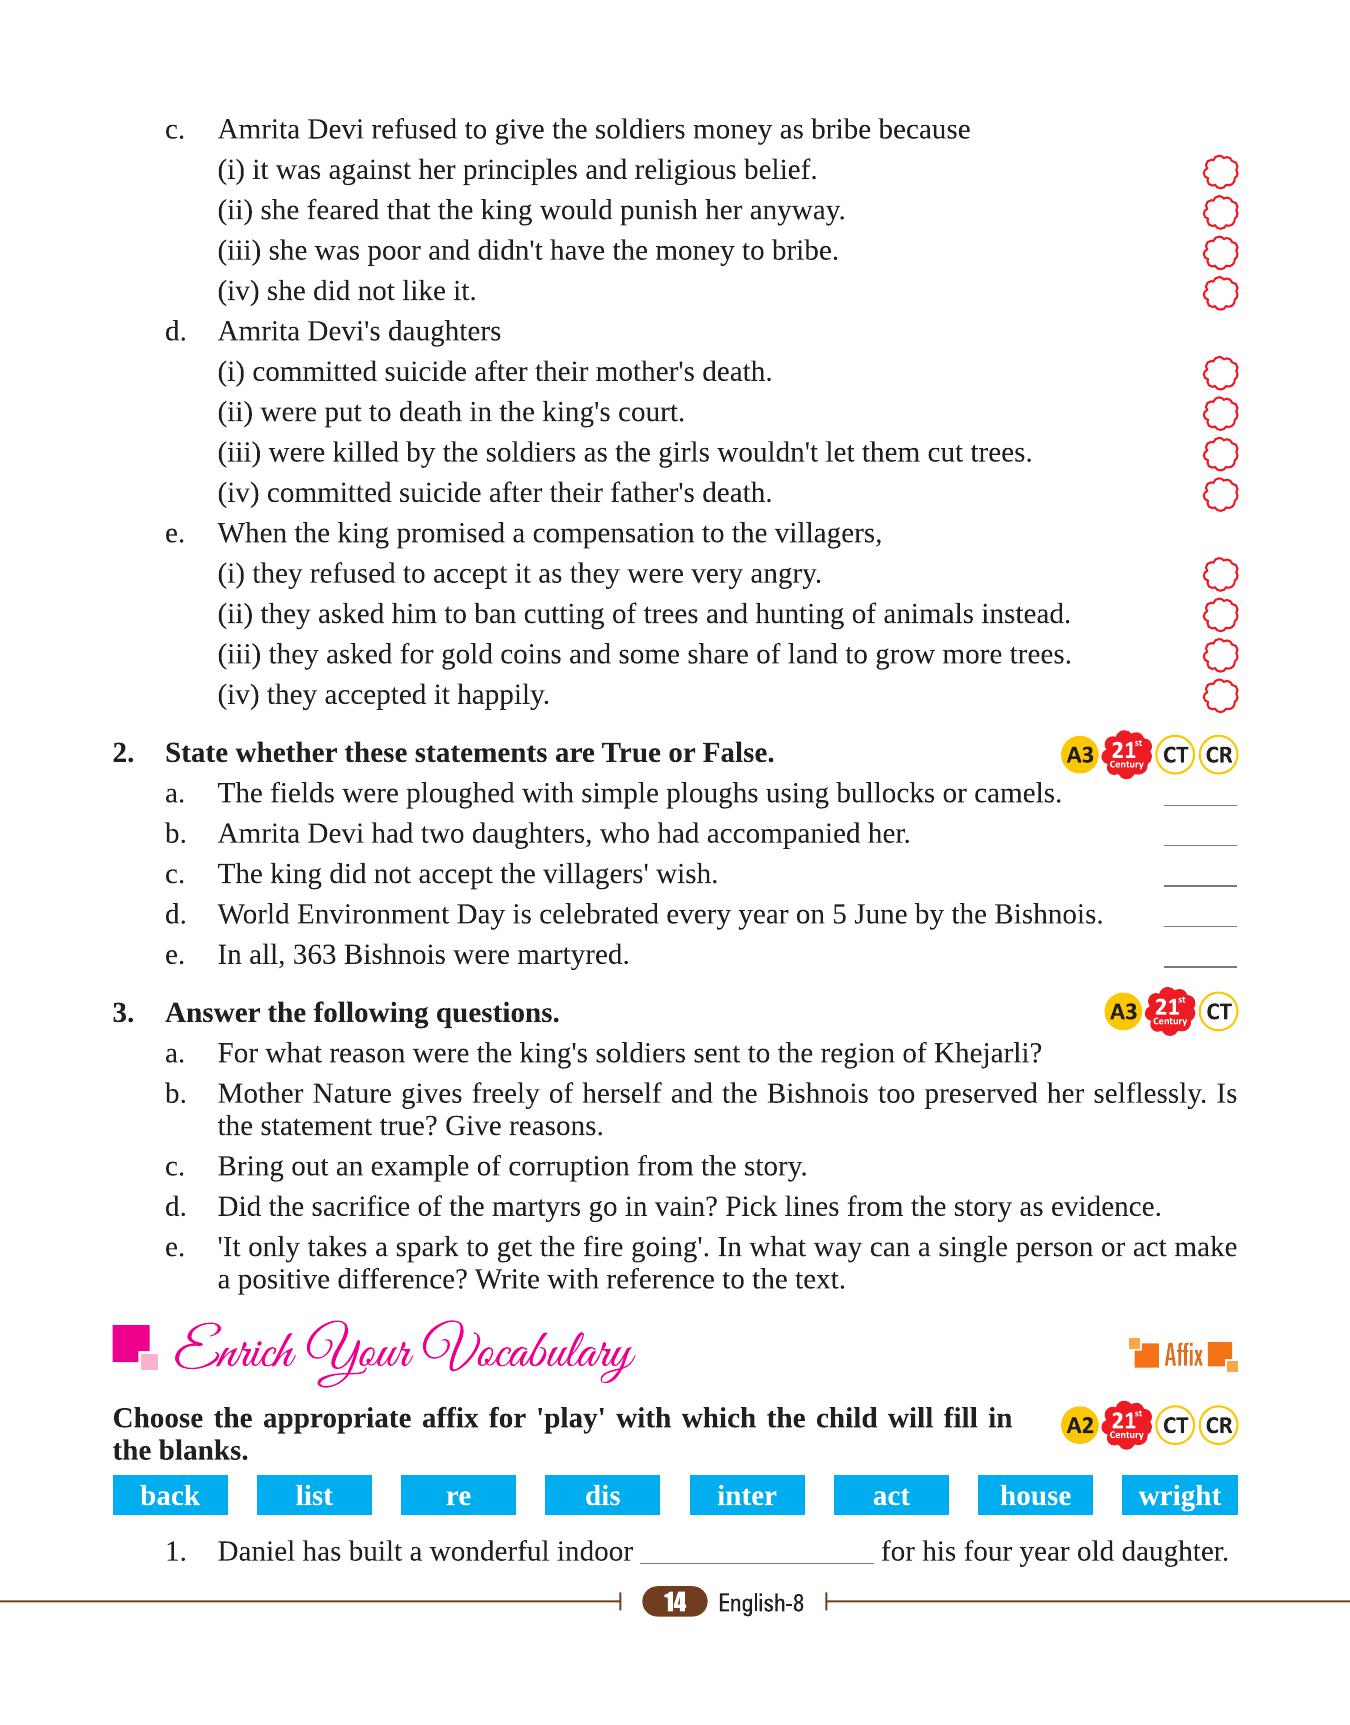 c. Amrita Devi refused to give the soldiers money as bribe because
(i) it was against her principles and religious belief.
(ii) she feared that the king would punish her anyway.
(iii) she was poor and didn't have the money to bribe.
(iv) she did not like it.
d. Amrita Devi's daughters
(i) committed suicide after their mother's death.
(ii) were put to death in the king's court.
(iii) were killed by the soldiers as the girls wouldn't let them cut trees.
(iv) committed suicide after their father's death.
e. When the king promised a compensation to the villagers,
(i) they refused to accept it as they were very angry.
(ii) they asked him to ban cutting of trees and hunting of animals instead.
(iii) they asked for gold coins and some share of land to grow more trees.
(iv) they accepted it happily.
2. State whether these statements are True or False. A3 21st Century CT CR
a. The fields were ploughed with simple ploughs using bullocks or camels.
b. Amrita Devi had two daughters, who had accompanied her.
c. The king did not accept the villagers' wish.
d. World Environment Day is celebrated every year on 5 June by the Bishnois.
e. In all, 363 Bishnois were martyred.
3. Answer the following questions. A3 21st Century CT
a. For what reason were the king's soldiers sent to the region of Khejarli?
b. Mother Nature gives freely of herself and the Bishnois too preserved her selflessly. Is
the statement true? Give reasons.
c. Bring out an example of corruption from the story.
d. Did the sacrifice of the martyrs go in vain? Pick lines from the story as evidence.
e. 'It only takes a spark to get the fire going'. In what way can a single person or act make
a positive difference? Write with reference to the text.
Enrich Your Vocabulary Affix
Choose the appropriate affix for 'play' with which the child will fill in A2 21st Century CT CR
the blanks.
back list re dis inter act house wright
1. Daniel has built a wonderful indoor ________________ for his four year old daughter.
14 English-8